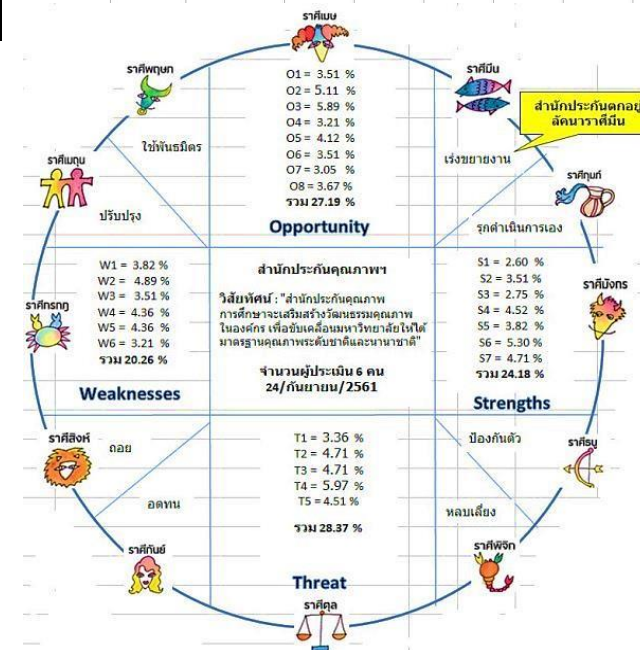 ราศีเมษ
ราศีพฤษก
ราศีมีน
สำนักประกันตกอยู่
ลัคนาราศีมีน
O1 = 3.51 %
O2 = 5.11 %
O3 = 5.89 %
O4 = 3.21 %
O5 = 4.12 %
O6 = 3.51 %
O7 = 3.05 %
O8 = 3.67 %
รวม 27.19 %
Opportunity
ใช้พันธมิตร
เร่งขยายงาน
ราศีเมถุน
ราศีกุมภ์
ปรับปรุง
รุกดำเนินการเอง
W1 = 3.82 %
W2 = 4.89 %
W3 = 3.51 %
W4 = 4.36 %
W5 = 4.36 %
W6 = 3.21 %
รวม 20.26 %
Weaknesses
ราศีกรกฎ
สำนักประกันคุณภาพฯ
วิสัยทัศน์ : "สำนักประกันคุณภาพ
การศึกษาจะเสริมสร้างวัฒนธรรมคุณภาพ
ในองค์กร เพื่อขับเคลื่อนมหาวิทยาลัยให้ได้
มาตรฐานคุณภาพระดับชาติและนานาชาติ"
จำนวนผู้ประเมิน 6 คน
24/กันยายน/2561
S1 = 2.60 %
S2 = 3.51 %
S3 = 2.75 %
S4 = 4.52 %
S5 = 3.82 %
S6 = 5.30 %
S7 = 4.71 %
รวม 24.18 %
Strengths
ราศีมังกร
ราศีสิงห์
ถอย
อดทน
T1 = 3.36 %
T2 = 4.71 %
T3 = 4.71 %
T4 = 5.97 %
T5 = 4.51 %
รวม 28.37 %
Threat
ป้องกันตัว
ราศีธนู
หลบเลี่ยง
ราศีกันย์
ราศีพิจิก
ราศีตุล